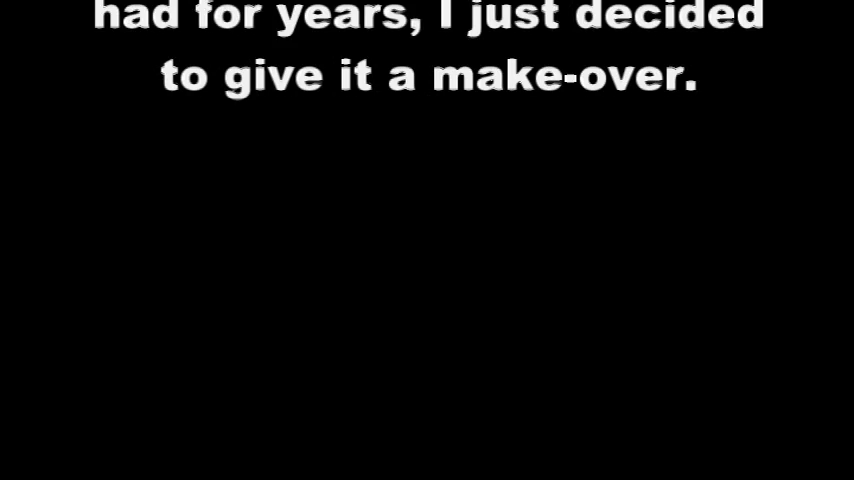 had for years, I just decided
to give it a make-over.